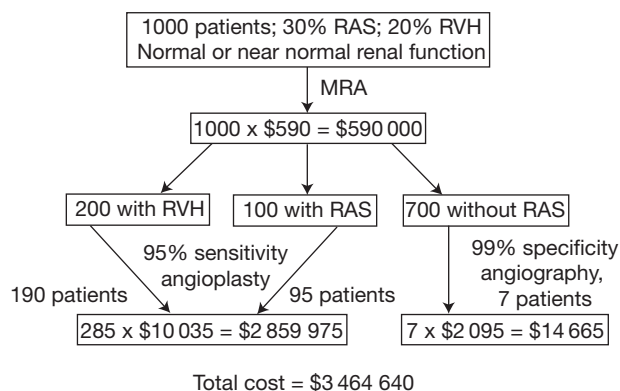 1000 patients; 30% RAS; 20% RVH
Normal or near normal renal function
MRA
1000 x $590 = $590 000
200 with RVH
100 with RAS
700 without RAS
95% sensitivity
angioplasty
99% specificity
angiography,
7 patients
190 patients
95 patients
285 x $10 035 = $2 859 975
7 x $2 095 = $14 665
Total cost = $3 464 640